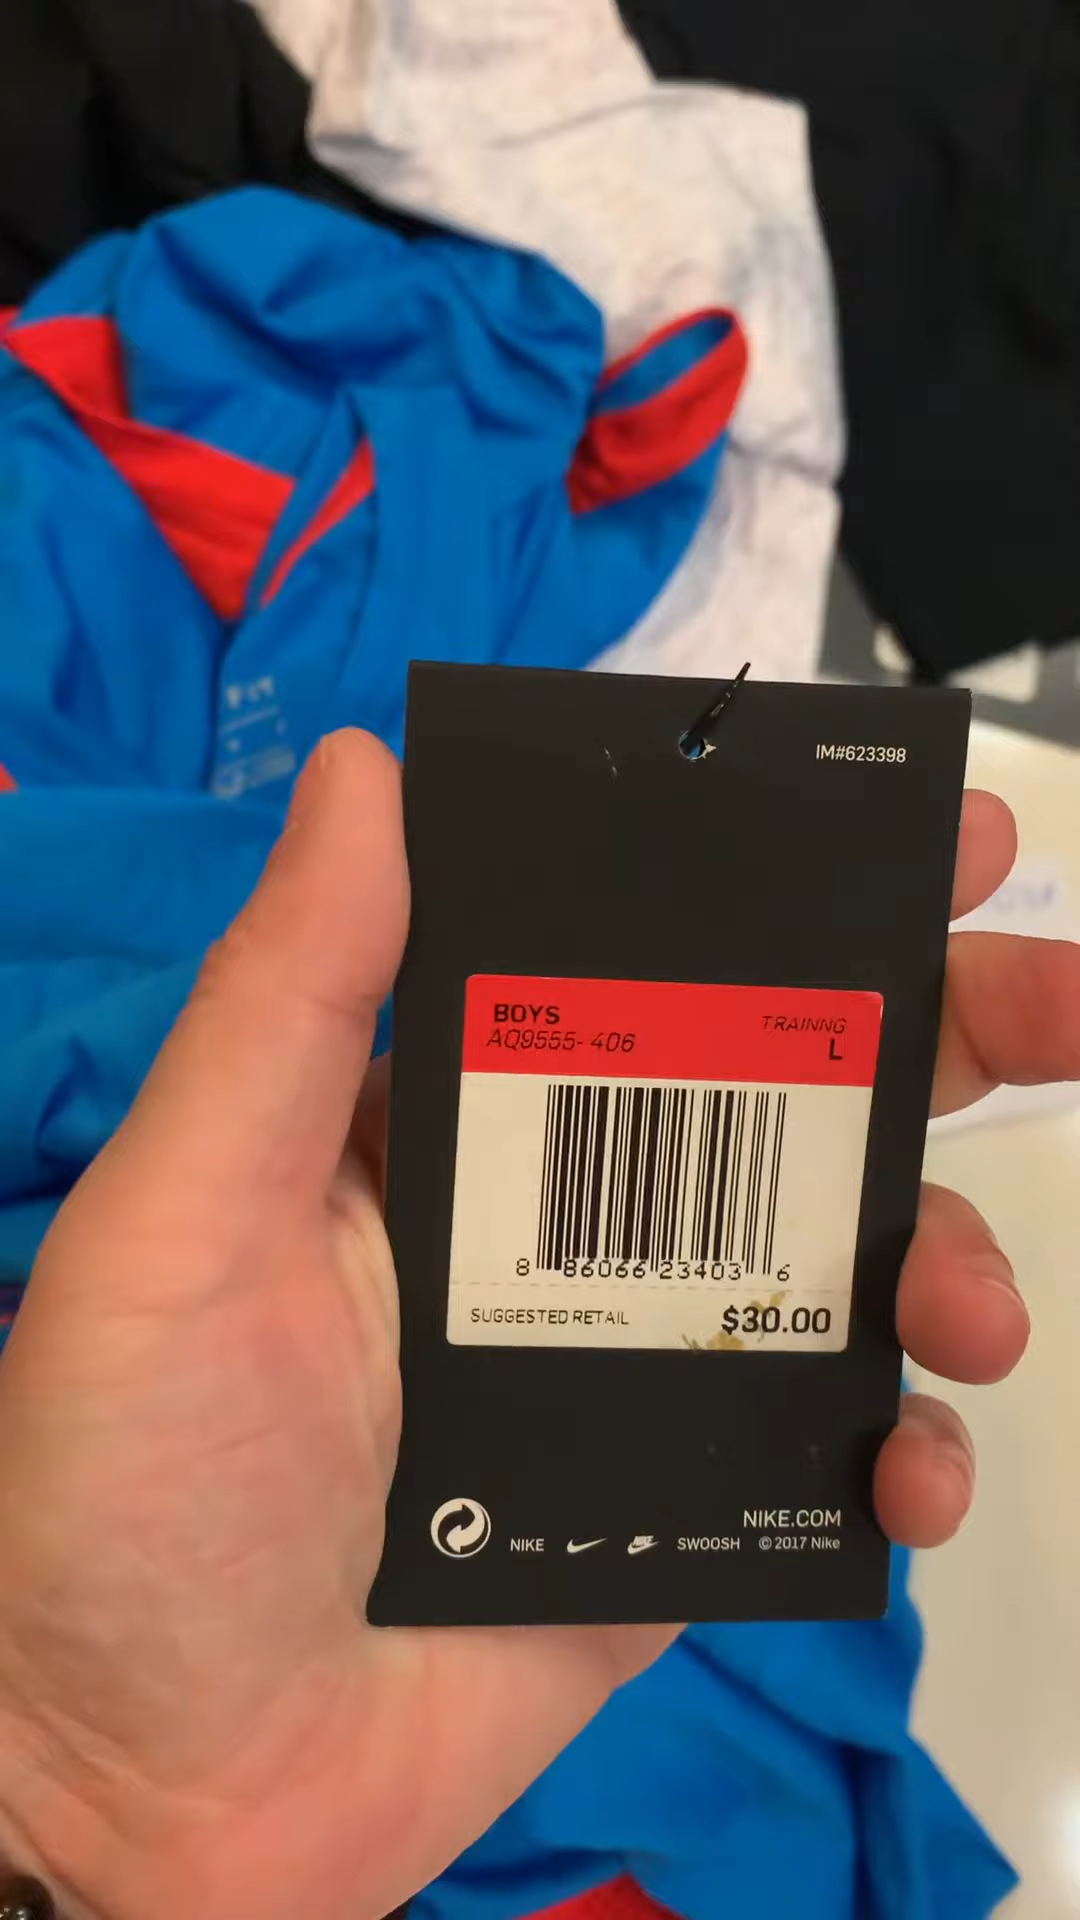 IM#623398
BOYS
TRAINNG
AQ9555-406
L
8 86066 23403 6
SUGGESTED RETAIL $30.00
NIKE.COM
NIKE SWOOSH © 2017 Nike